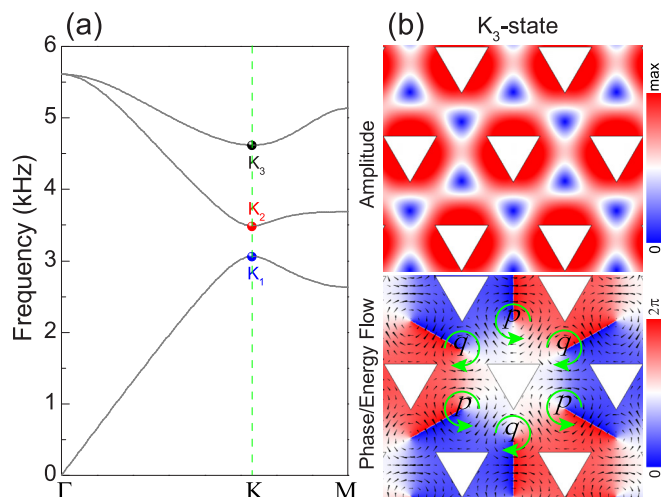 (a)
Frequency (kHz)
6
5
4
3
2
1
0
K₃
K₂
K₁
Γ
K
M
(b)
K₃-state
Amplitude
max
0
Phase/Energy Flow
2π
0
p
q
q
p
p
q